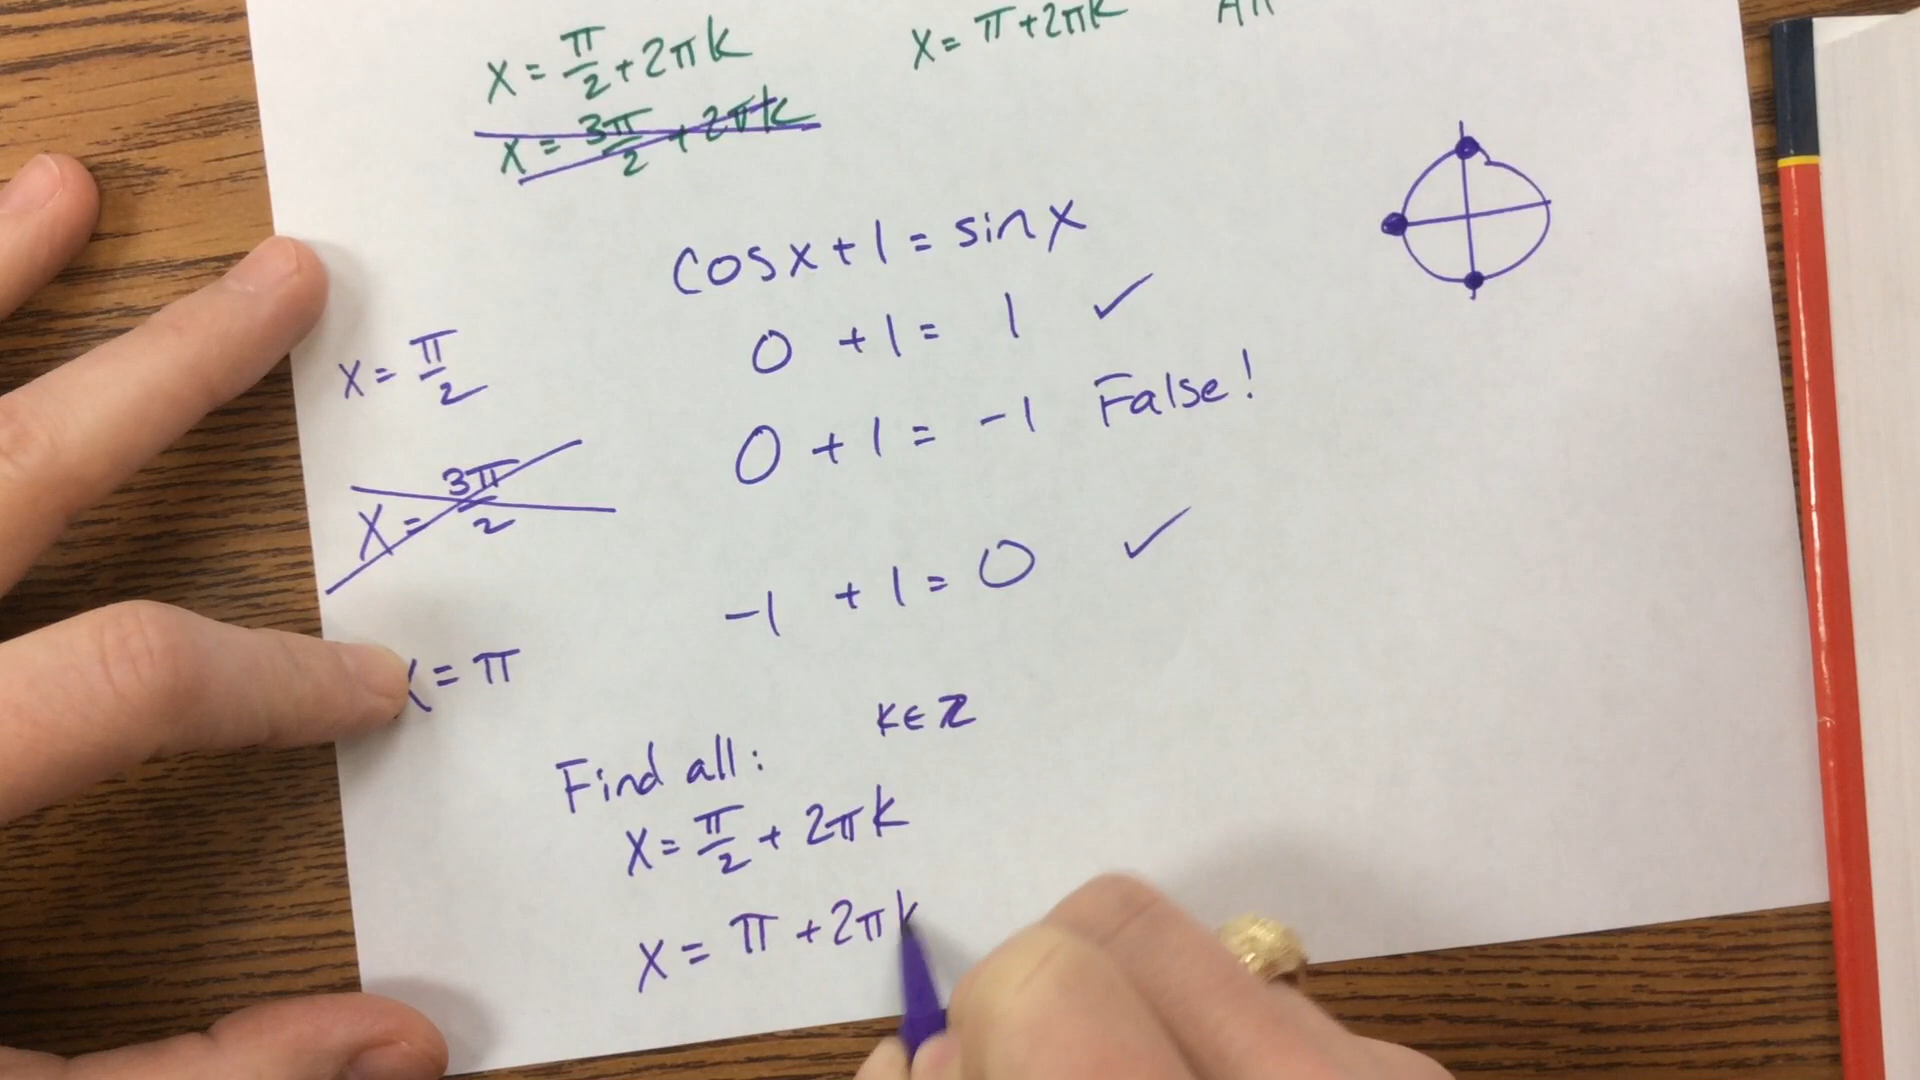 x = π/2 + 2πk
x = π + 2πk
x = 3π/2 + 2πk
cos x + 1 = sin x
x = π/2
0 + 1 = 1 ✓
x = 3π/2
0 + 1 = -1 False!
x = π
-1 + 1 = 0 ✓
k ∈ ℤ
Find all:
x = π/2 + 2πk
x = π + 2πk